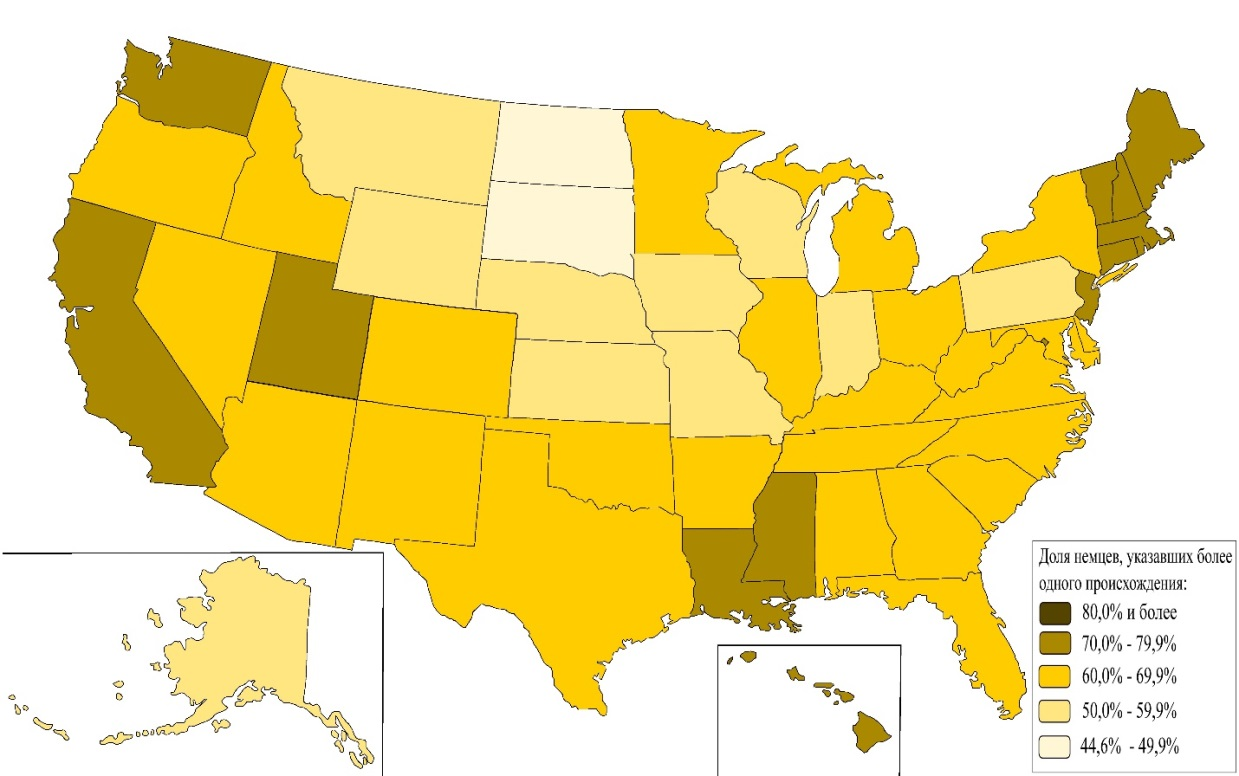 Доля немцев, указавших более
одного происхождения:
80,0% и более
70,0% - 79,9%
60,0% - 69,9%
50,0% - 59,9%
44,6% - 49,9%